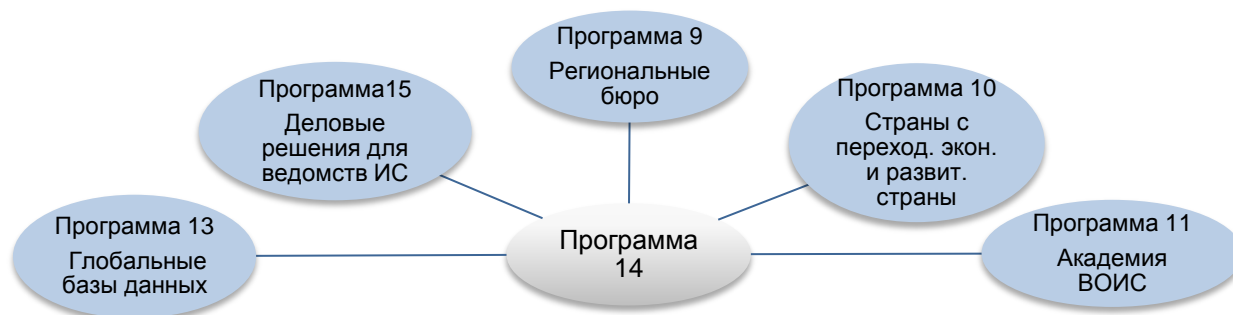 Программа 9
Региональные
бюро
Программа15
Деловые
решения для
ведомств ИС
Программа 10
Страны с
переход. экон.
и развит.
страны
Программа 13
Глобальные
базы данных
Программа
14
Программа 11
Академия
ВОИС